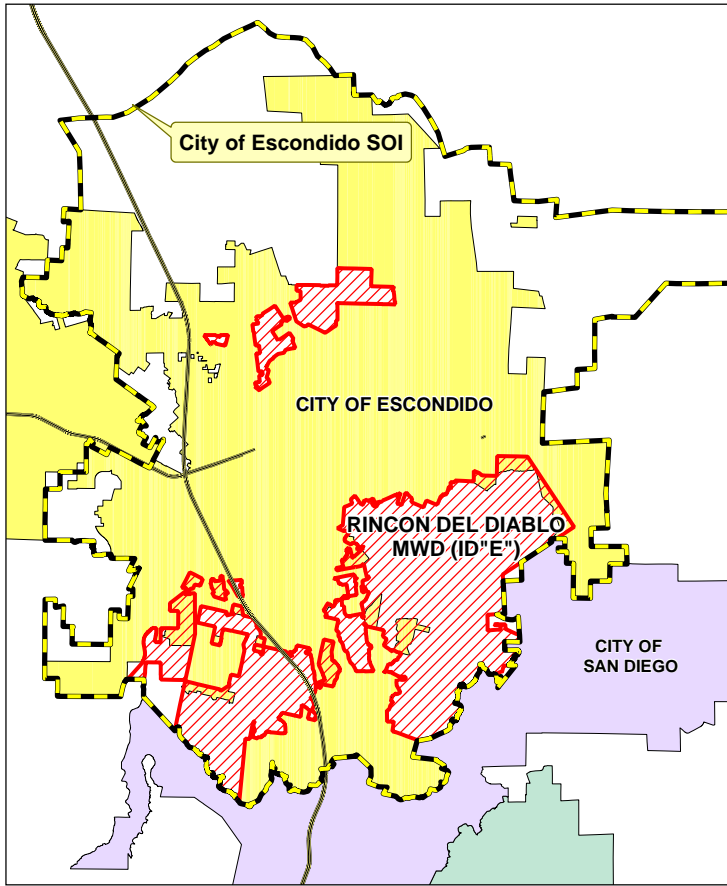 City of Escondido SOI
CITY OF ESCONDIDO
RINCON DEL DIABLO
MWD (ID"E")
CITY OF
SAN DIEGO